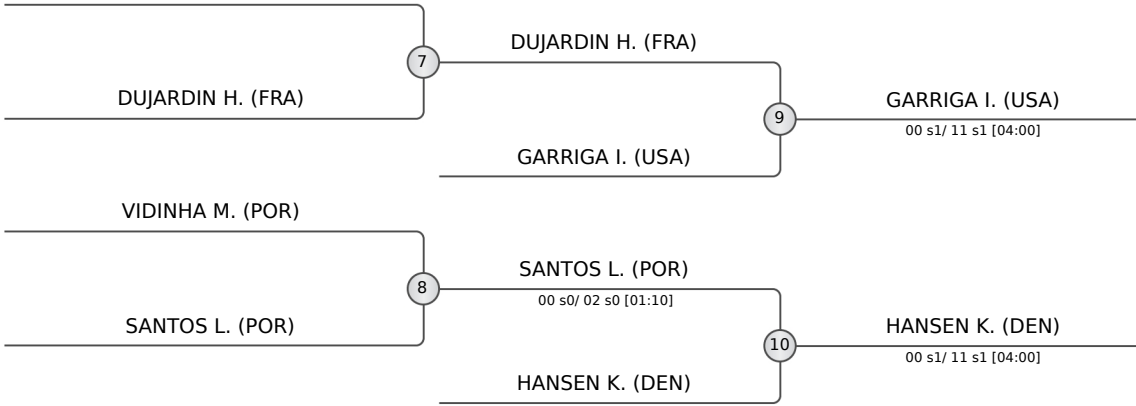 DUJARDIN H. (FRA)
7
DUJARDIN H. (FRA)
GARRIGA I. (USA)
9
00 s1/ 11 s1 [04:00]
GARRIGA I. (USA)
VIDINHA M. (POR)
SANTOS L. (POR)
8
00 s0/ 02 s0 [01:10]
SANTOS L. (POR)
HANSEN K. (DEN)
10
00 s1/ 11 s1 [04:00]
HANSEN K. (DEN)